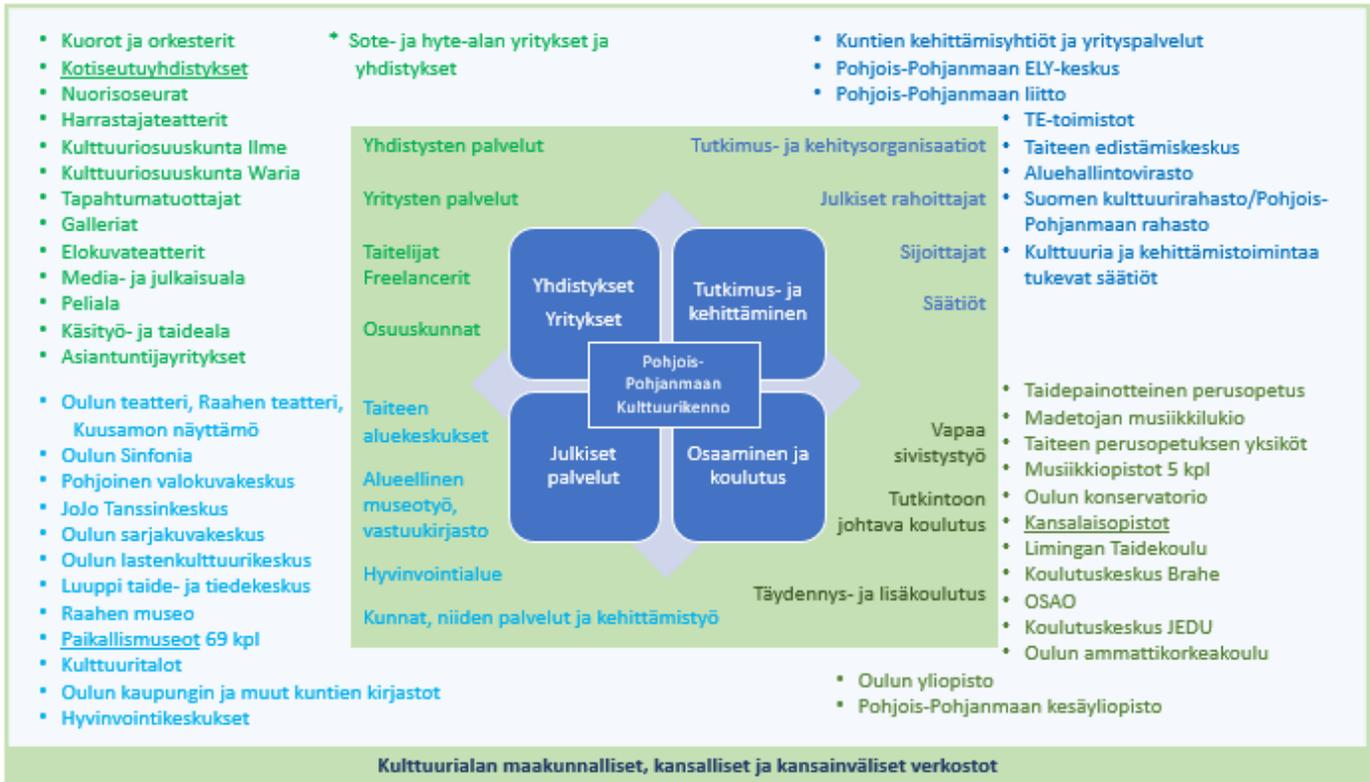 • Kuorot ja orkesterit
• Kotiseutuyhdistykset
• Nuorisoseurat
• Harrastajateatterit
• Kulttuuriosuuskunta Ilme
• Kulttuuriosuuskunta Waria
• Tapahtumatuottajat
• Galleriat
• Elokuvateatterit
• Media- ja julkaisuala
• Peliala
• Käsityö- ja taideala
• Asiantuntijayritykset
* Sote- ja hyte-alan yritykset ja
yhdistykset
• Kuntien kehittämisyhtiöt ja yrityspalvelut
• Pohjois-Pohjanmaan ELY-keskus
• Pohjois-Pohjanmaan liitto
• TE-toimistot
• Taiteen edistämiskeskus
• Aluehallintovirasto
• Suomen kulttuurirahasto/Pohjois-
Pohjanmaan rahasto
• Kulttuuria ja kehittämistoimintaa
tukevat säätiöt
Yhdistysten palvelut
Yritysten palvelut
Taitelijat
Freelancerit
Osuuskunnat
Tutkimus- ja kehitysorganisaatiot
Julkiset rahoittajat
Sijoittajat
Säätiöt
Yhdistykset
Yritykset
Tutkimus- ja
kehittäminen
Pohjois-
Pohjanmaan
Kulttuurikenno
Julkiset
palvelut
Osaaminen ja
koulutus
• Oulun teatteri, Raahen teatteri,
Kuusamon näyttämö
• Oulun Sinfonia
• Pohjoinen valokuvakeskus
• JoJo Tanssinkeskus
• Oulun sarjakuvakeskus
• Oulun lastenkulttuurikeskus
• Luuppi taide- ja tiedekeskus
• Raahen museo
• Paikallismuseot 69 kpl
• Kulttuuritalot
• Oulun kaupungin ja muut kuntien kirjastot
• Hyvinvointikeskukset
Taiteen
aluekeskukset
Alueellinen
museotyö,
vastuukirjasto
Hyvinvointialue
Kunnat, niiden palvelut ja kehittämistyö
Vapaa
sivistystyö
Tutkintoon
johtava koulutus
Täydennys- ja lisäkoulutus
• Taidepainotteinen perusopetus
• Madetojan musiikkilukio
• Taiteen perusopetuksen yksiköt
• Musiikkiopistot 5 kpl
• Oulun konservatorio
• Kansalaisopistot
• Limingan Taidekoulu
• Koulutuskeskus Brahe
• OSAO
• Koulutuskeskus JEDU
• Oulun ammattikorkeakoulu
• Oulun yliopisto
• Pohjois-Pohjanmaan kesäyliopisto
Kulttuurialan maakunnalliset, kansalliset ja kansainväliset verkostot